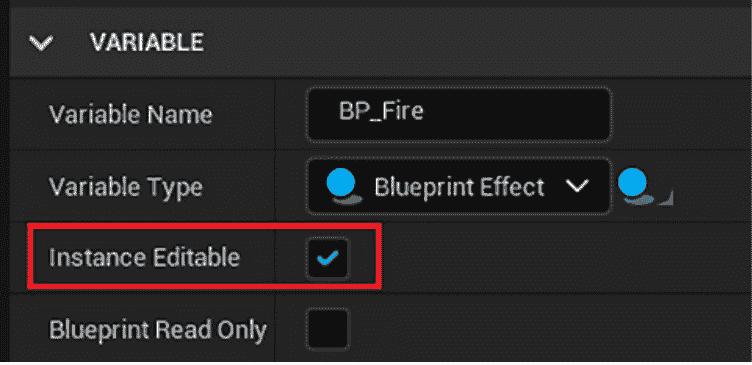 VARIABLE
Variable Name BP_Fire
Variable Type Blueprint Effect
Instance Editable
Blueprint Read Only